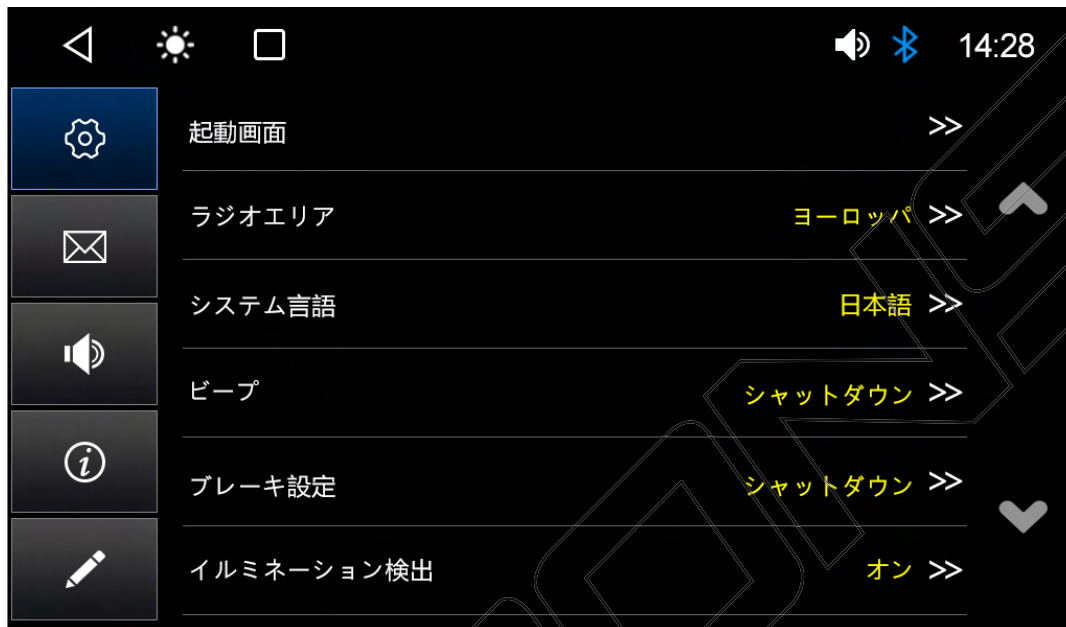 14:28
起動画面 >>
ラジオエリア ヨーロッパ >>
システム言語 日本語 >>
ビープ シャットダウン >>
ブレーキ設定 シャットダウン >>
イルミネーション検出 オン >>